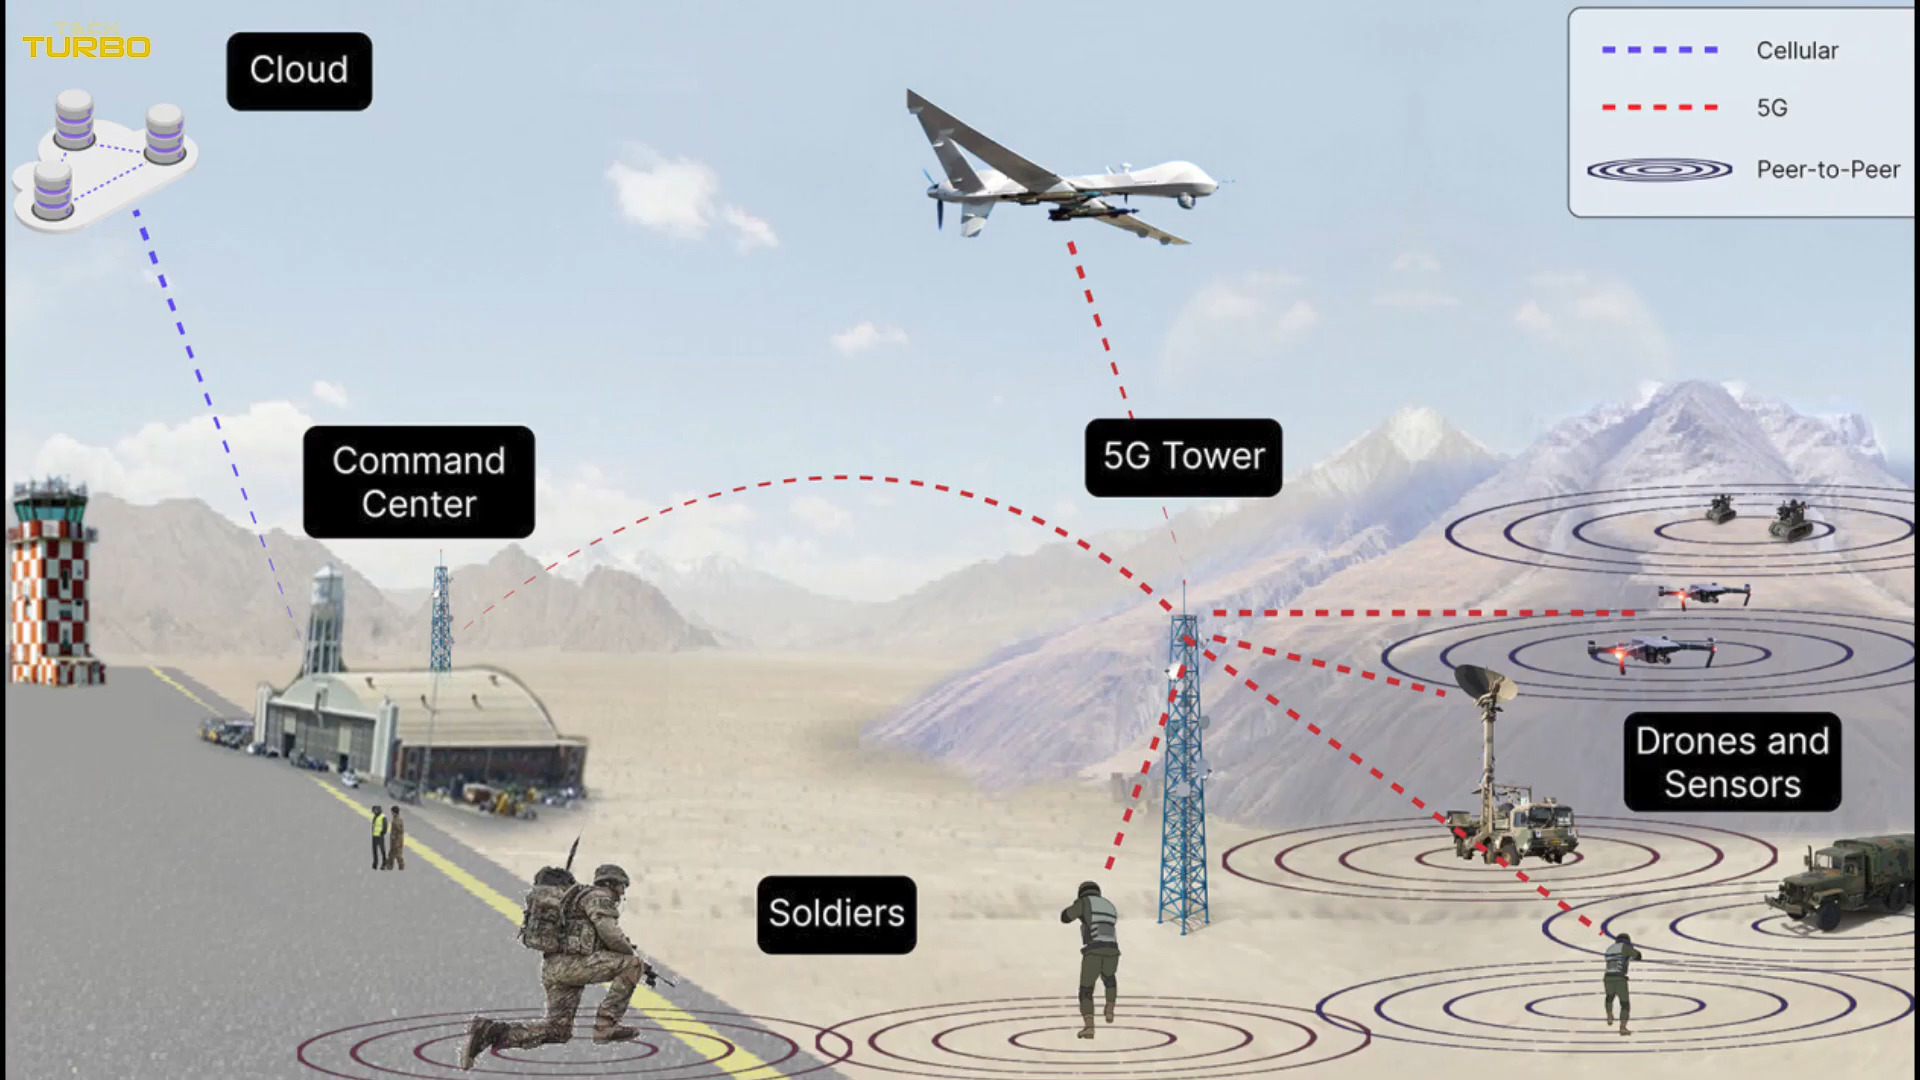 TURBO
Cloud
Cellular
5G
Peer-to-Peer
Command
Center
5G Tower
Drones and
Sensors
Soldiers